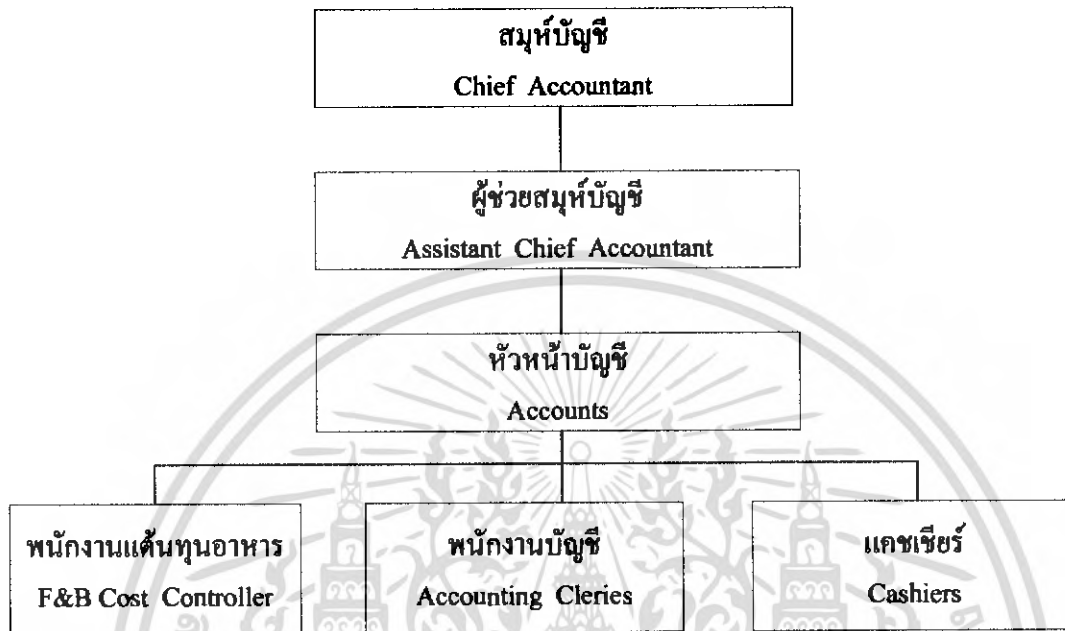 สมุห์บัญชี
Chief Accountant
ผู้ช่วยสมุห์บัญชี
Assistant Chief Accountant
หัวหน้าบัญชี
Accounts
พนักงานแต้นทุนอาหาร
F&B Cost Controller
พนักงานบัญชี
Accounting Cleries
แคชเชียร์
Cashiers